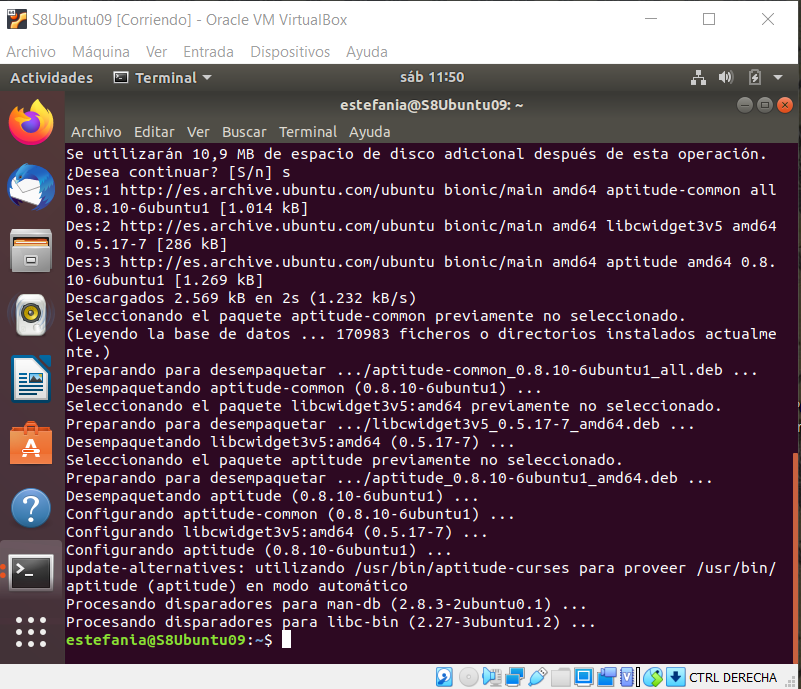 S8Ubuntu09 [Corriendo] - Oracle VM VirtualBox
Archivo Máquina Ver Entrada Dispositivos Ayuda
Actividades Terminal sáb 11:50
estefania@S8Ubuntu09: ~
Archivo Editar Ver Buscar Terminal Ayuda
Se utilizarán 10,9 MB de espacio de disco adicional después de esta operación.
¿Desea continuar? [S/n] s
Des:1 http://es.archive.ubuntu.com/ubuntu bionic/main amd64 aptitude-common all
 0.8.10-6ubuntu1 [1.014 kB]
Des:2 http://es.archive.ubuntu.com/ubuntu bionic/main amd64 libcwidget3v5 amd64
 0.5.17-7 [286 kB]
Des:3 http://es.archive.ubuntu.com/ubuntu bionic/main amd64 aptitude amd64 0.8.
10-6ubuntu1 [1.269 kB]
Descargados 2.569 kB en 2s (1.232 kB/s)
Seleccionando el paquete aptitude-common previamente no seleccionado.
(Leyendo la base de datos ... 170983 ficheros o directorios instalados actualme
nte.)
Preparando para desempaquetar .../aptitude-common_0.8.10-6ubuntu1_all.deb ...
Desempaquetando aptitude-common (0.8.10-6ubuntu1) ...
Seleccionando el paquete libcwidget3v5:amd64 previamente no seleccionado.
Preparando para desempaquetar .../libcwidget3v5_0.5.17-7_amd64.deb ...
Desempaquetando libcwidget3v5:amd64 (0.5.17-7) ...
Seleccionando el paquete aptitude previamente no seleccionado.
Preparando para desempaquetar .../aptitude_0.8.10-6ubuntu1_amd64.deb ...
Desempaquetando aptitude (0.8.10-6ubuntu1) ...
Configurando aptitude-common (0.8.10-6ubuntu1) ...
Configurando libcwidget3v5:amd64 (0.5.17-7) ...
Configurando aptitude (0.8.10-6ubuntu1) ...
update-alternatives: utilizando /usr/bin/aptitude-curses para proveer /usr/bin/
aptitude (aptitude) en modo automático
Procesando disparadores para man-db (2.8.3-2ubuntu0.1) ...
Procesando disparadores para libc-bin (2.27-3ubuntu1.2) ...
estefania@S8Ubuntu09:~$
CTRL DERECHA